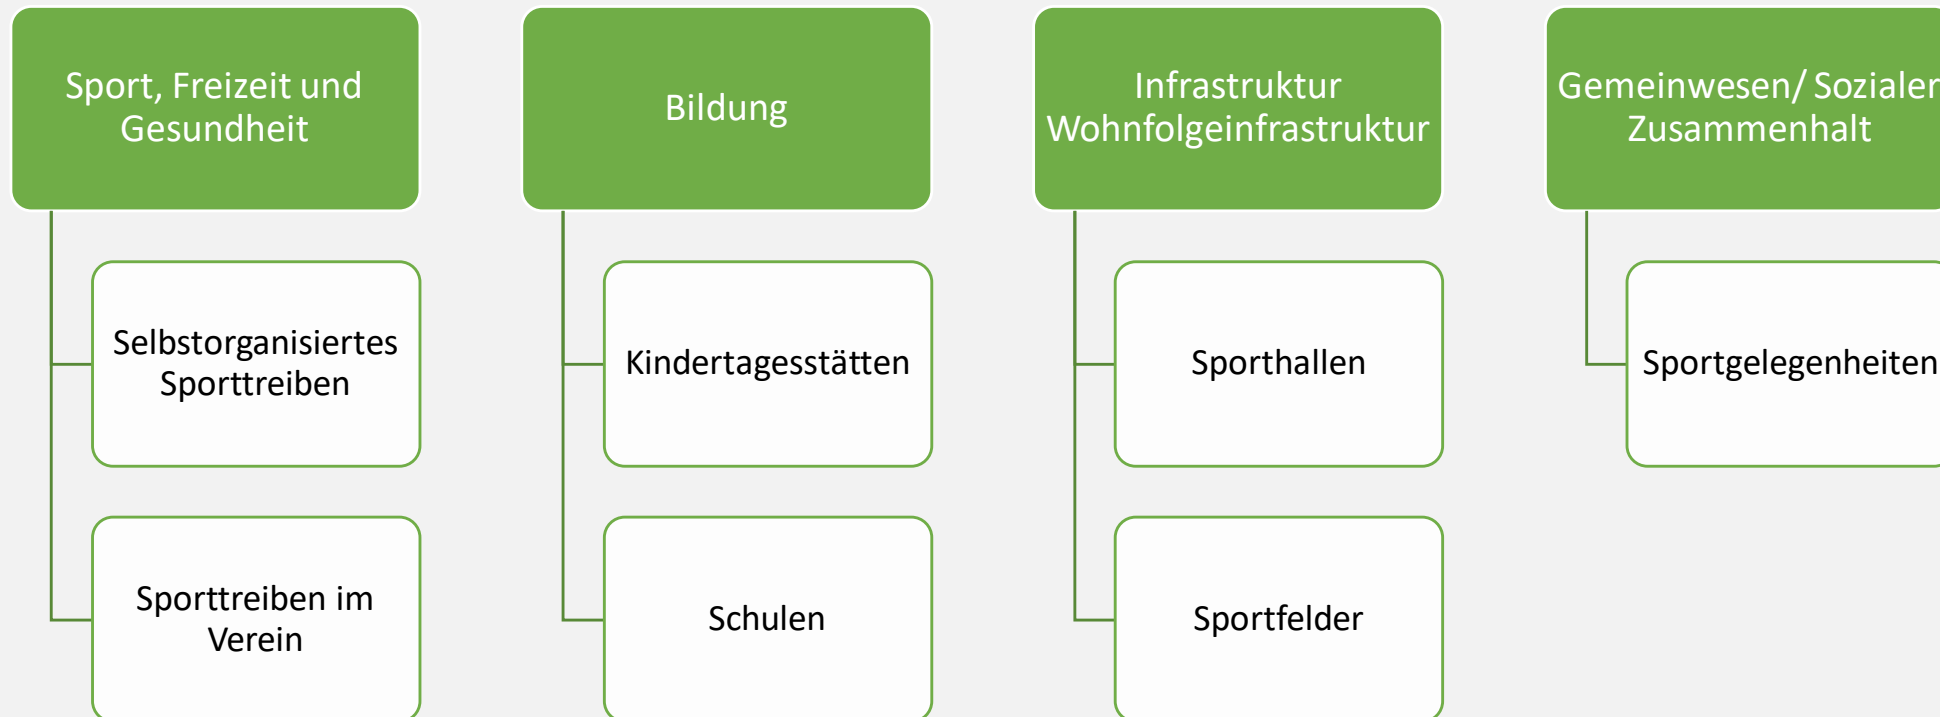 Sport, Freizeit und
Gesundheit
Selbstorganisiertes
Sporttreiben
Sporttreiben im
Verein
Bildung
Kindertagesstätten
Schulen
Infrastruktur
Wohnfolgeinfrastruktur
Sporthallen
Sportfelder
Gemeinwesen/ Sozialer
Zusammenhalt
Sportgelegenheiten